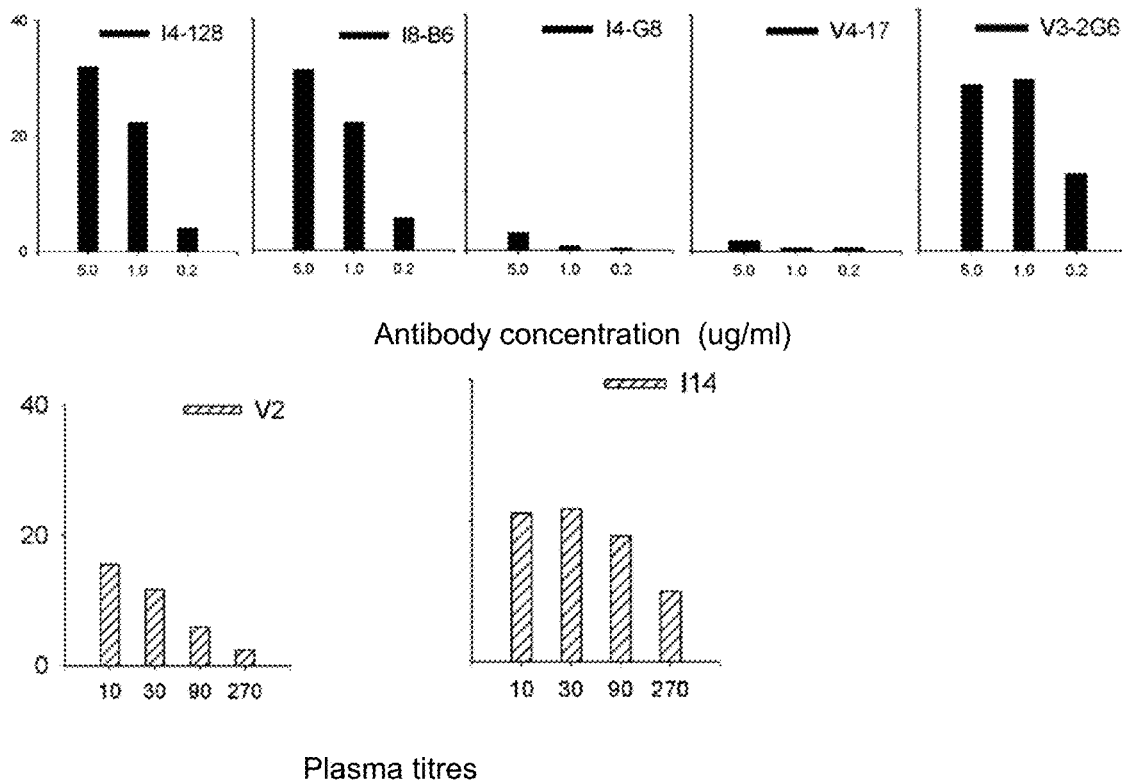 40 I4-128 I8-B6 I4-G8 V4-17 V3-2G6
20
0
5.0 1.0 0.2 5.0 1.0 0.2 5.0 1.0 0.2 5.0 1.0 0.2 5.0 1.0 0.2
Antibody concentration (ug/ml)
40 V2 I14
20
0
10 30 90 270 10 30 90 270
Plasma titres